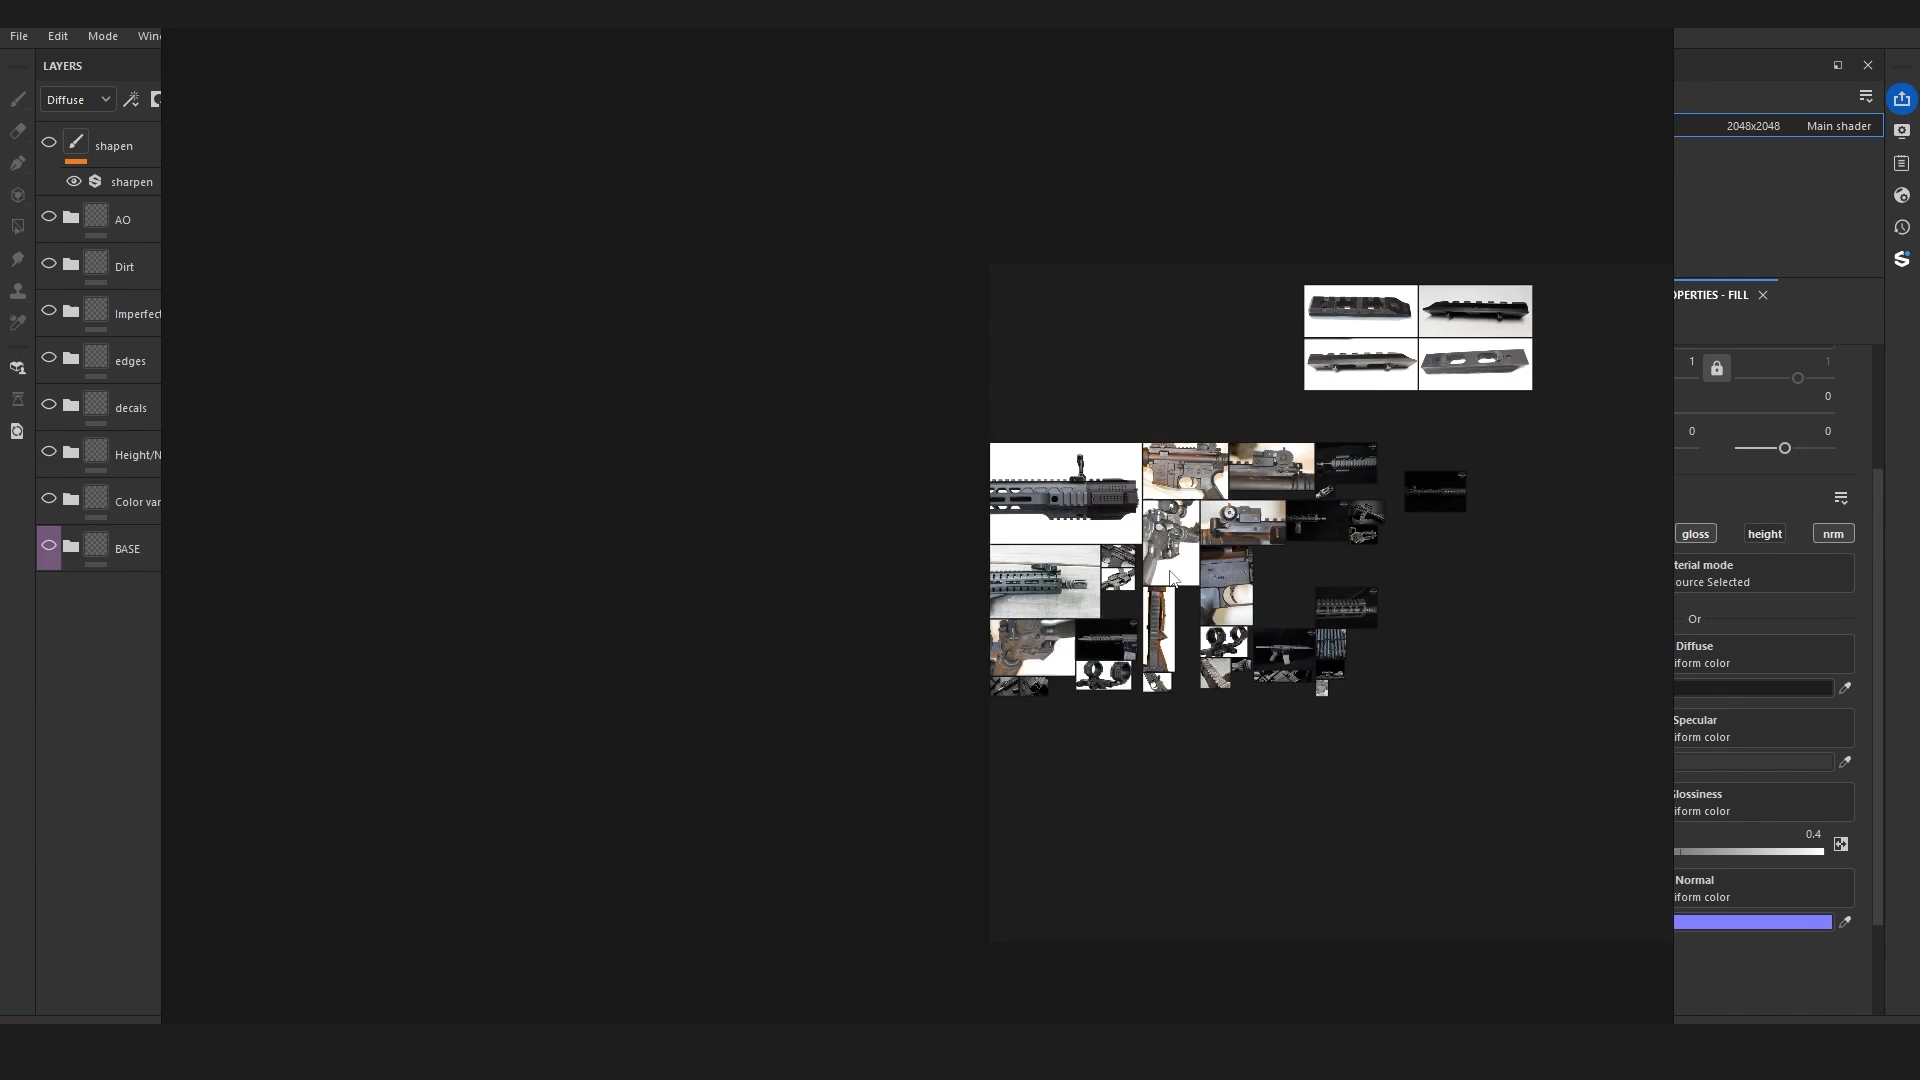 File Edit Mode Win
LAYERS
Diffuse
2048x2048 Main shader
shapen
sharpen
AO
Dirt
Imperfect
edges
decals
Height/N
Color var
BASE
OPERTIES - FILL
1 1
0
0 0
gloss height nrm
terial mode
ource Selected
Or
Diffuse
iform color
Specular
iform color
Glossiness
iform color
0.4
Normal
iform color